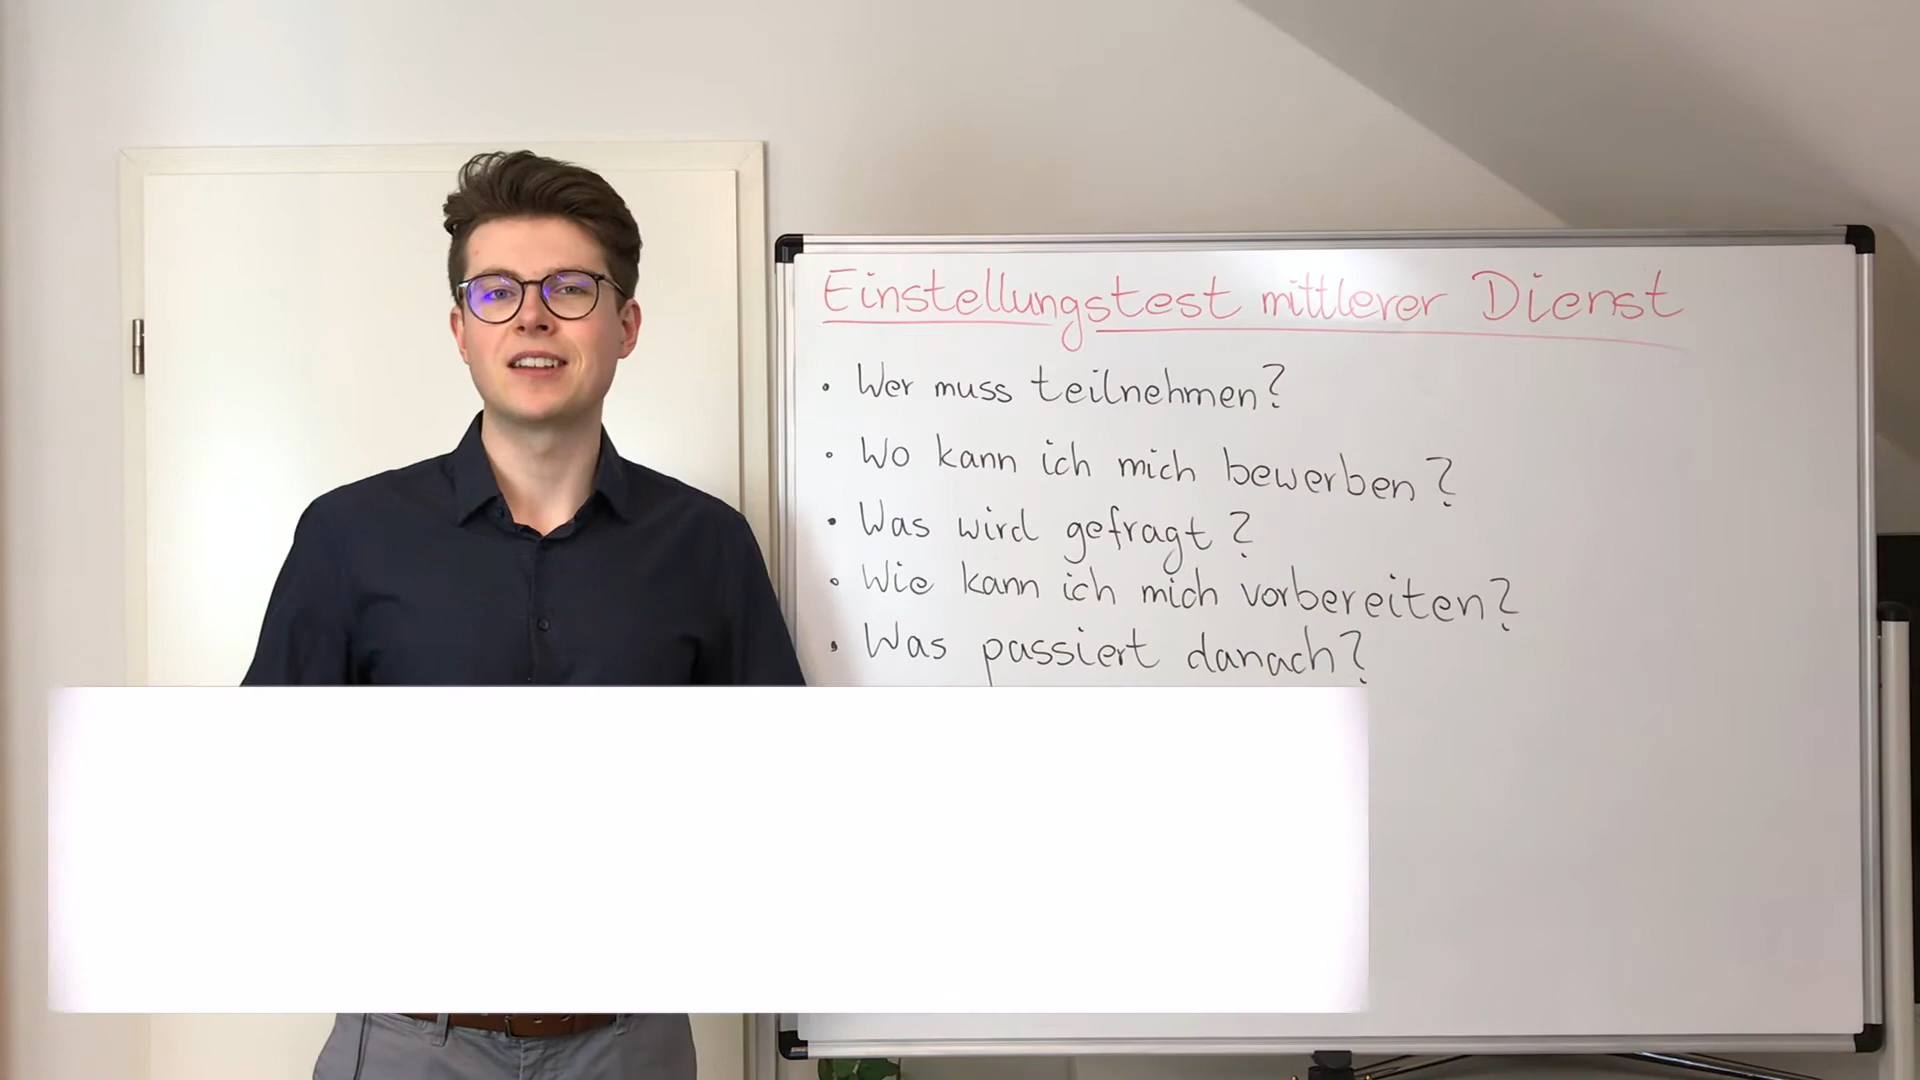 Einstellungstest mittlerer Dienst
• Wer muss teilnehmen?
• Wo kann ich mich bewerben?
• Was wird gefragt?
• Wie kann ich mich vorbereiten?
• Was passiert danach?